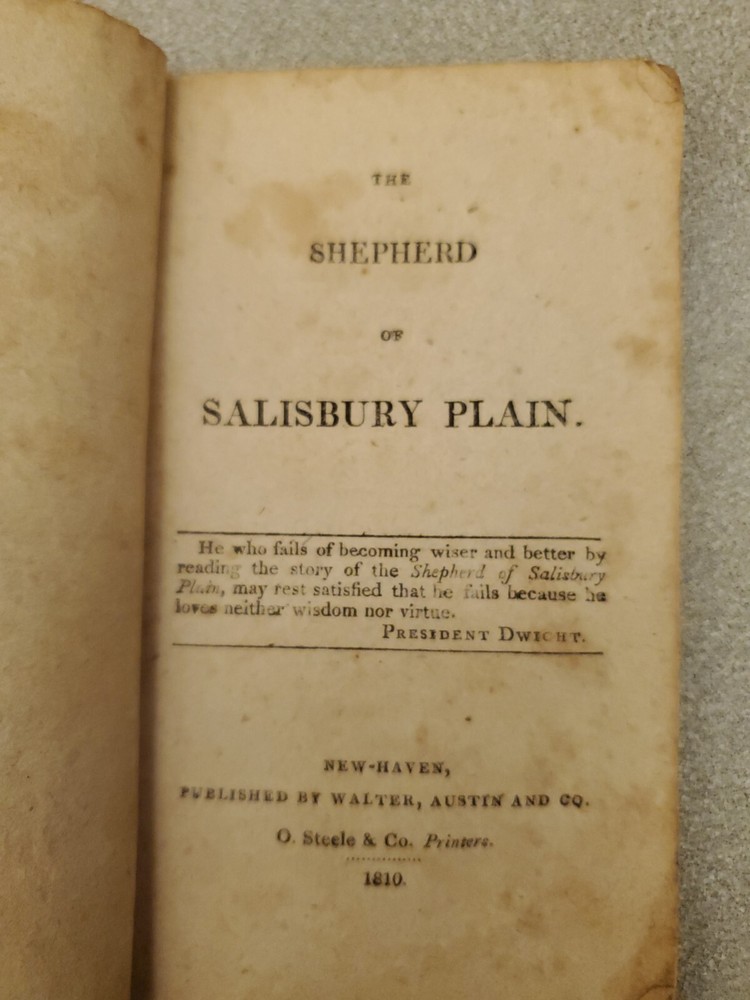 THE
SHEPHERD
OF
SALISBURY PLAIN.
He who fails of becoming wiser and better by
reading the story of the Shepherd of Salisbury
Plain, may rest satisfied that he fails because he
loves neither wisdom nor virtue.
PRESIDENT DWIGHT.
NEW-HAVEN,
PUBLISHED BY WALTER, AUSTIN AND CO.
O. Steele & Co. Printers.
1810.